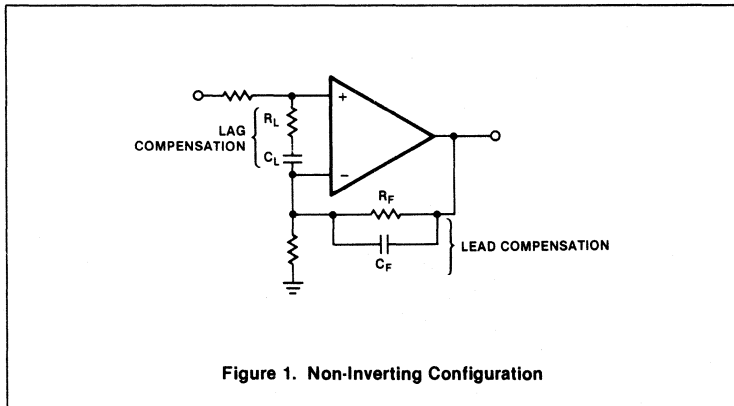 +
R_L
LAG
COMPENSATION
C_L
−
R_F
LEAD COMPENSATION
C_F
Figure 1. Non-Inverting Configuration